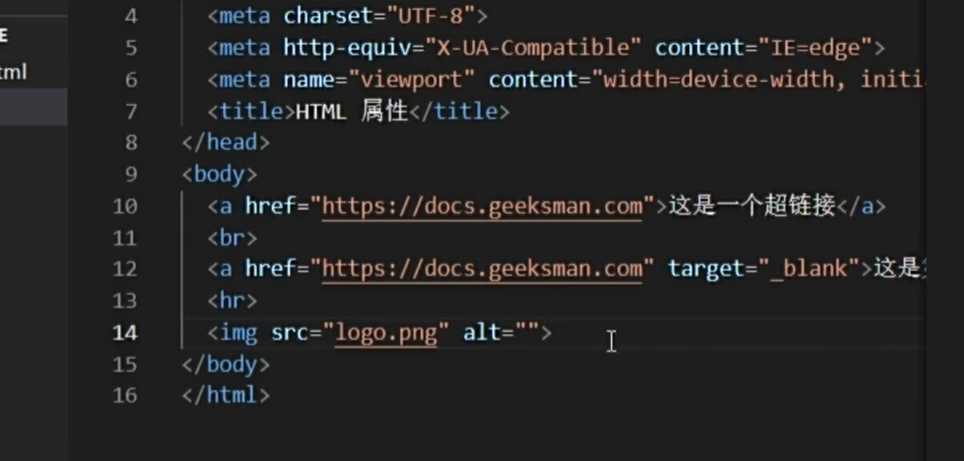 E
tml
4 <meta charset="UTF-8">
5 <meta http-equiv="X-UA-Compatible" content="IE=edge">
6 <meta name="viewport" content="width=device-width, initi
7 <title>HTML 属性</title>
8 </head>
9 <body>
10 <a href="https://docs.geeksman.com">这是一个超链接</a>
11 <br>
12 <a href="https://docs.geeksman.com" target="_blank">这是
13 <hr>
14 <img src="logo.png" alt="">
15 </body>
16 </html>